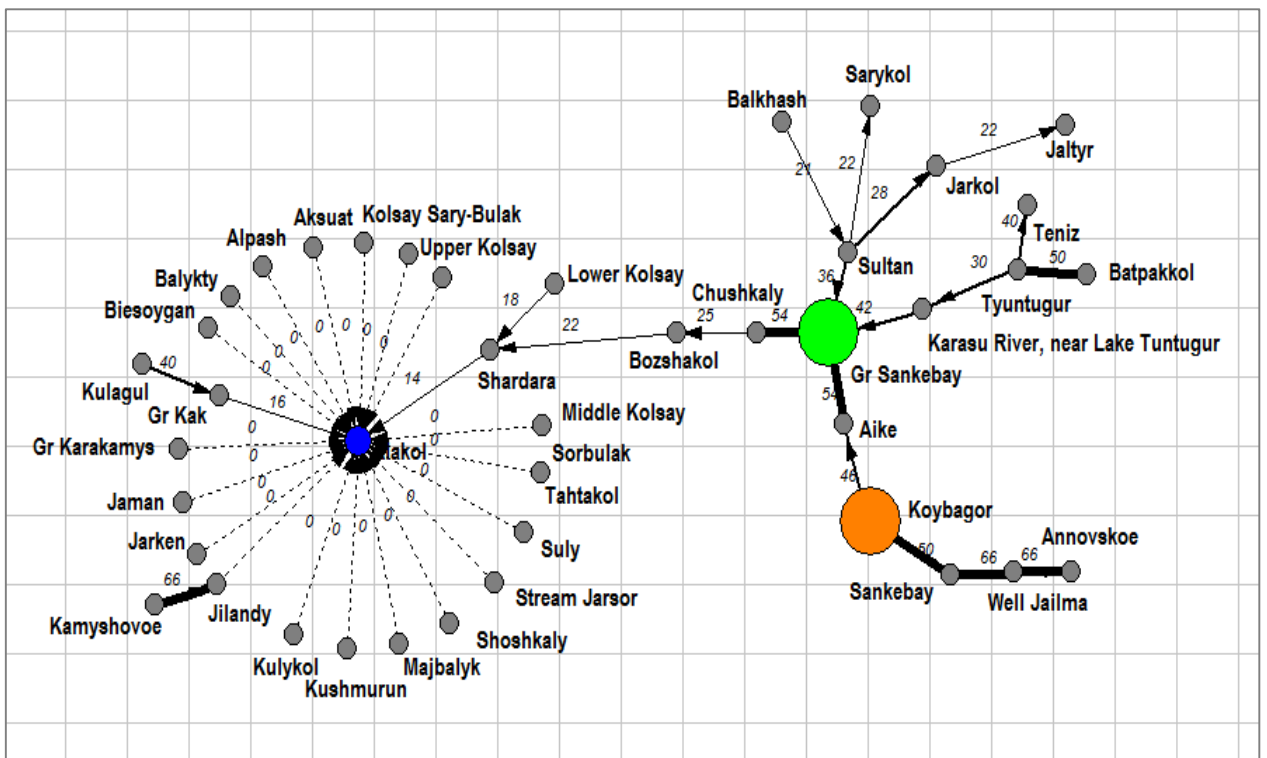 Sarykol
Balkhash
22
Jaltyr
21
22
28
Jarkol
Aksuat
Kolsay Sary-Bulak
Alpash
Upper Kolsay
40
Teniz
Balykty
Lower Kolsay
Sultan
30
50
Batpakkol
Biesoygan
36
Tyuntugur
Chushkaly
18
42
0
0
0
0
25
54
22
Karasu River, near Lake Tuntugur
0
0
40
Bozshakol
Kulagul
0
14
Shardara
Gr Sankebay
16
54
Gr Kak
0
Middle Kolsay
0
Aike
Gr Karakamys
0
0
Sorbulak
0
46
0
Tahtakol
Jaman
0
0
0
Koybagor
0
0
0
0
Jarken
Suly
50
66
66
Annovskoe
66
Stream Jarsor
Sankebay
Well Jailma
Jilandy
Kamyshovoe
Shoshkaly
Kulykol
Majbalyk
Kushmurun